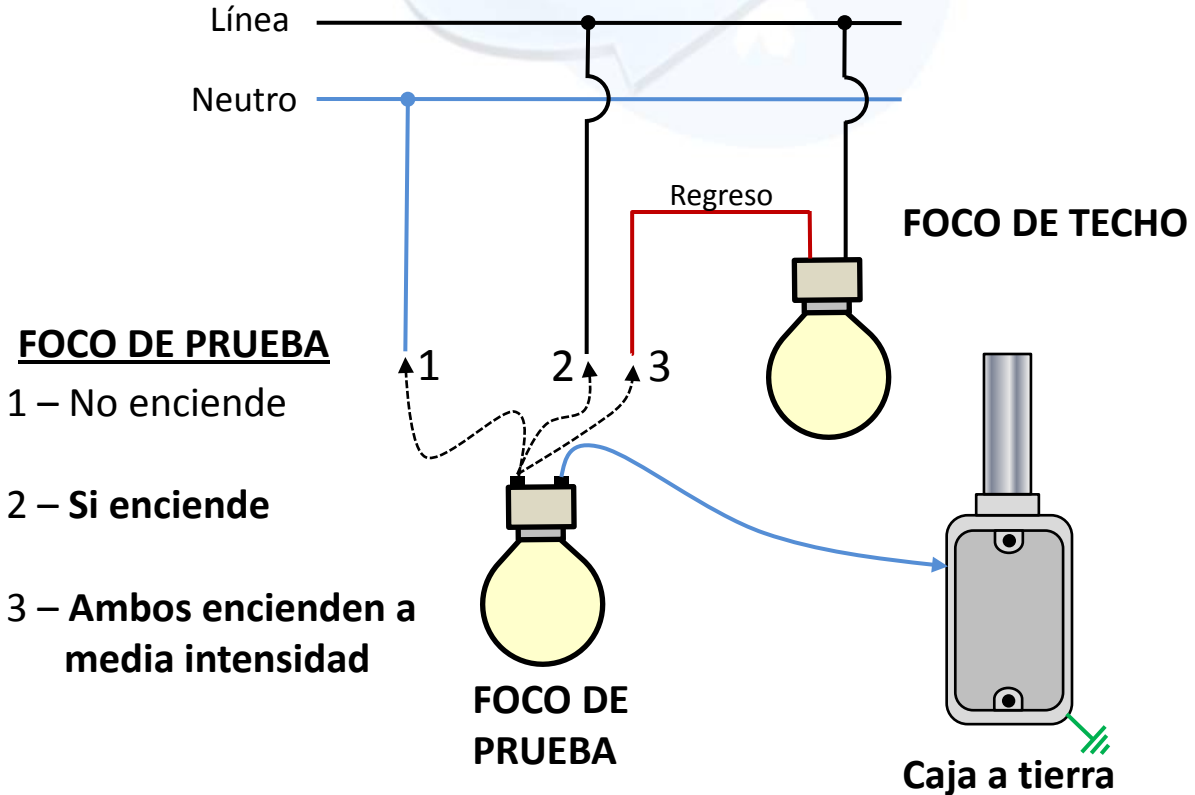 Línea
Neutro
Regreso
FOCO DE TECHO
FOCO DE PRUEBA
1
2
3
1 – No enciende
2 – Si enciende
3 – Ambos encienden a
media intensidad
FOCO DE
PRUEBA
Caja a tierra